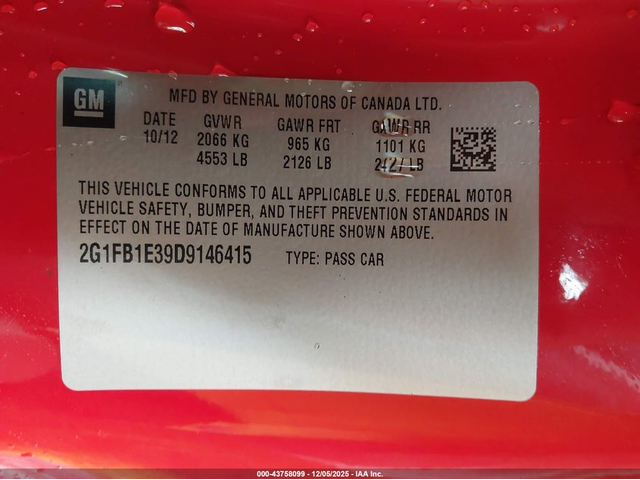 GM
MFD BY GENERAL MOTORS OF CANADA LTD.
DATE GVWR GAWR FRT GAWR RR
10/12 2066 KG 965 KG 1101 KG
4553 LB 2126 LB 2427 LB
THIS VEHICLE CONFORMS TO ALL APPLICABLE U.S. FEDERAL MOTOR
VEHICLE SAFETY, BUMPER, AND THEFT PREVENTION STANDARDS IN
EFFECT ON THE DATE OF MANUFACTURE SHOWN ABOVE.
2G1FB1E39D9146415 TYPE: PASS CAR
000-43758099 - 12/05/2025 - IAA Inc.